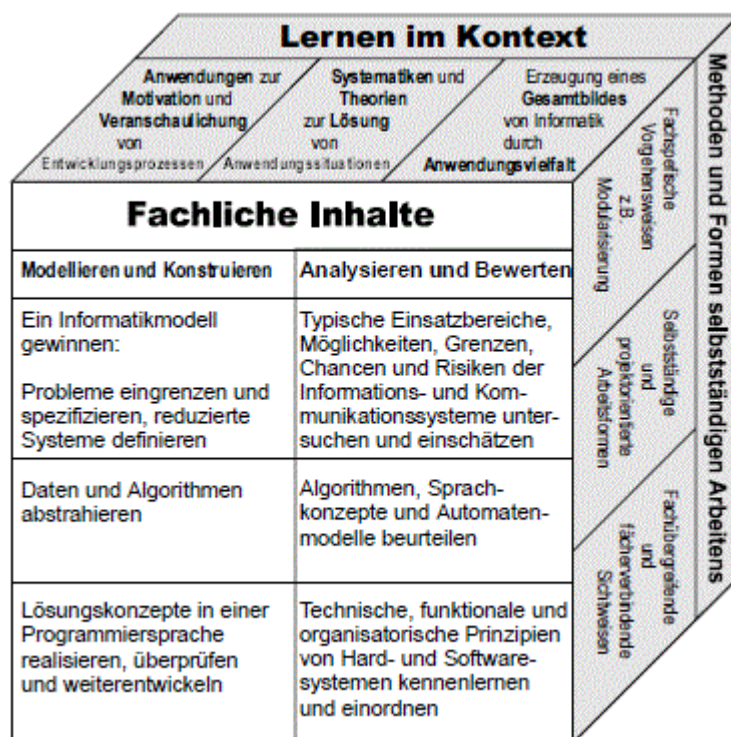 Lernen im Kontext
Anwendungen zur
Motivation und
Veranschaulichung
von
Entwicklungsprozessen
Systematiken und
Theorien
zur Lösung
von
Anwendungssituationen
Erzeugung eines
Gesamtbildes
von Informatik
durch
Anwendungsvielfalt
Fachliche Inhalte
Modellieren und Konstruieren
Analysieren und Bewerten
Ein Informatikmodell
gewinnen:
Probleme eingrenzen und
spezifizieren, reduzierte
Systeme definieren
Typische Einsatzbereiche,
Möglichkeiten, Grenzen,
Chancen und Risiken der
Informations- und Kom-
munikationssysteme unter-
suchen und einschätzen
Daten und Algorithmen
abstrahieren
Algorithmen, Sprach-
konzepte und Automaten-
modelle beurteilen
Lösungskonzepte in einer
Programmiersprache
realisieren, überprüfen
und weiterentwickeln
Technische, funktionale und
organisatorische Prinzipien
von Hard- und Software-
systemen kennenlernen
und einordnen
Methoden und Formen selbstständigen Arbeitens
Fachspefische
Vorgehensweisen
z.B.
Modularisierung
Selbstständige
und
projektorientierte
Arbeitsformen
Fachübergreifende
und
fächerverbindende
Sichtweisen